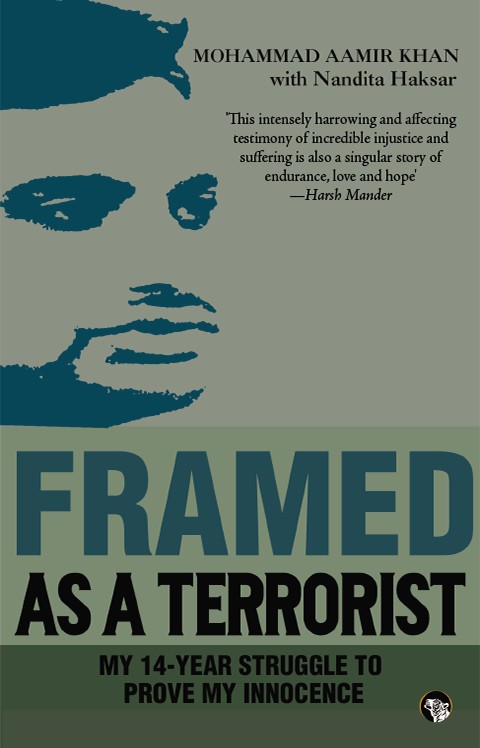 MOHAMMAD AAMIR KHAN
with Nandita Haksar
'This intensely harrowing and affecting
testimony of incredible injustice and
suffering is also a singular story of
endurance, love and hope'
—Harsh Mander
FRAMED
AS A TERRORIST
MY 14-YEAR STRUGGLE TO
PROVE MY INNOCENCE